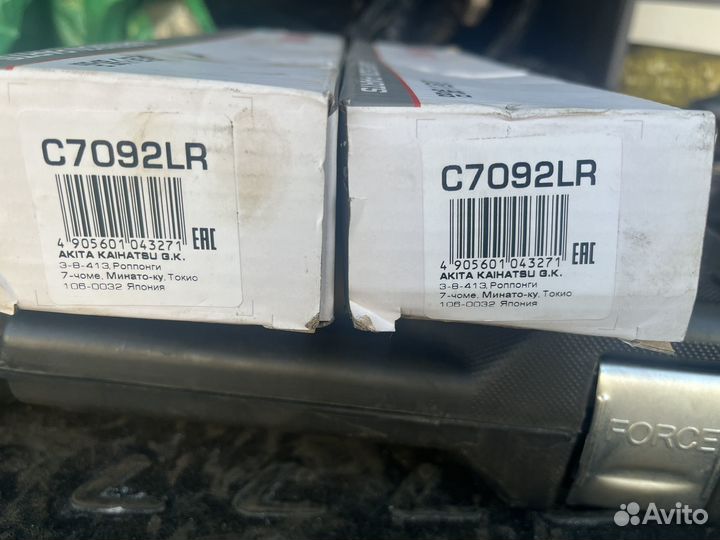 C7092LR
4 905601 043271
EAC
AKITA KAIHATSU G.K.
3-8-413, Роппонги
7-чоме, Минато-ку, Токио
106-0032 Япония
C7092LR
4 905601 043271
EAC
AKITA KAIHATSU G.K.
3-8-413, Роппонги
7-чоме, Минато-ку, Токио
106-0032 Япония
FORCE
Avito